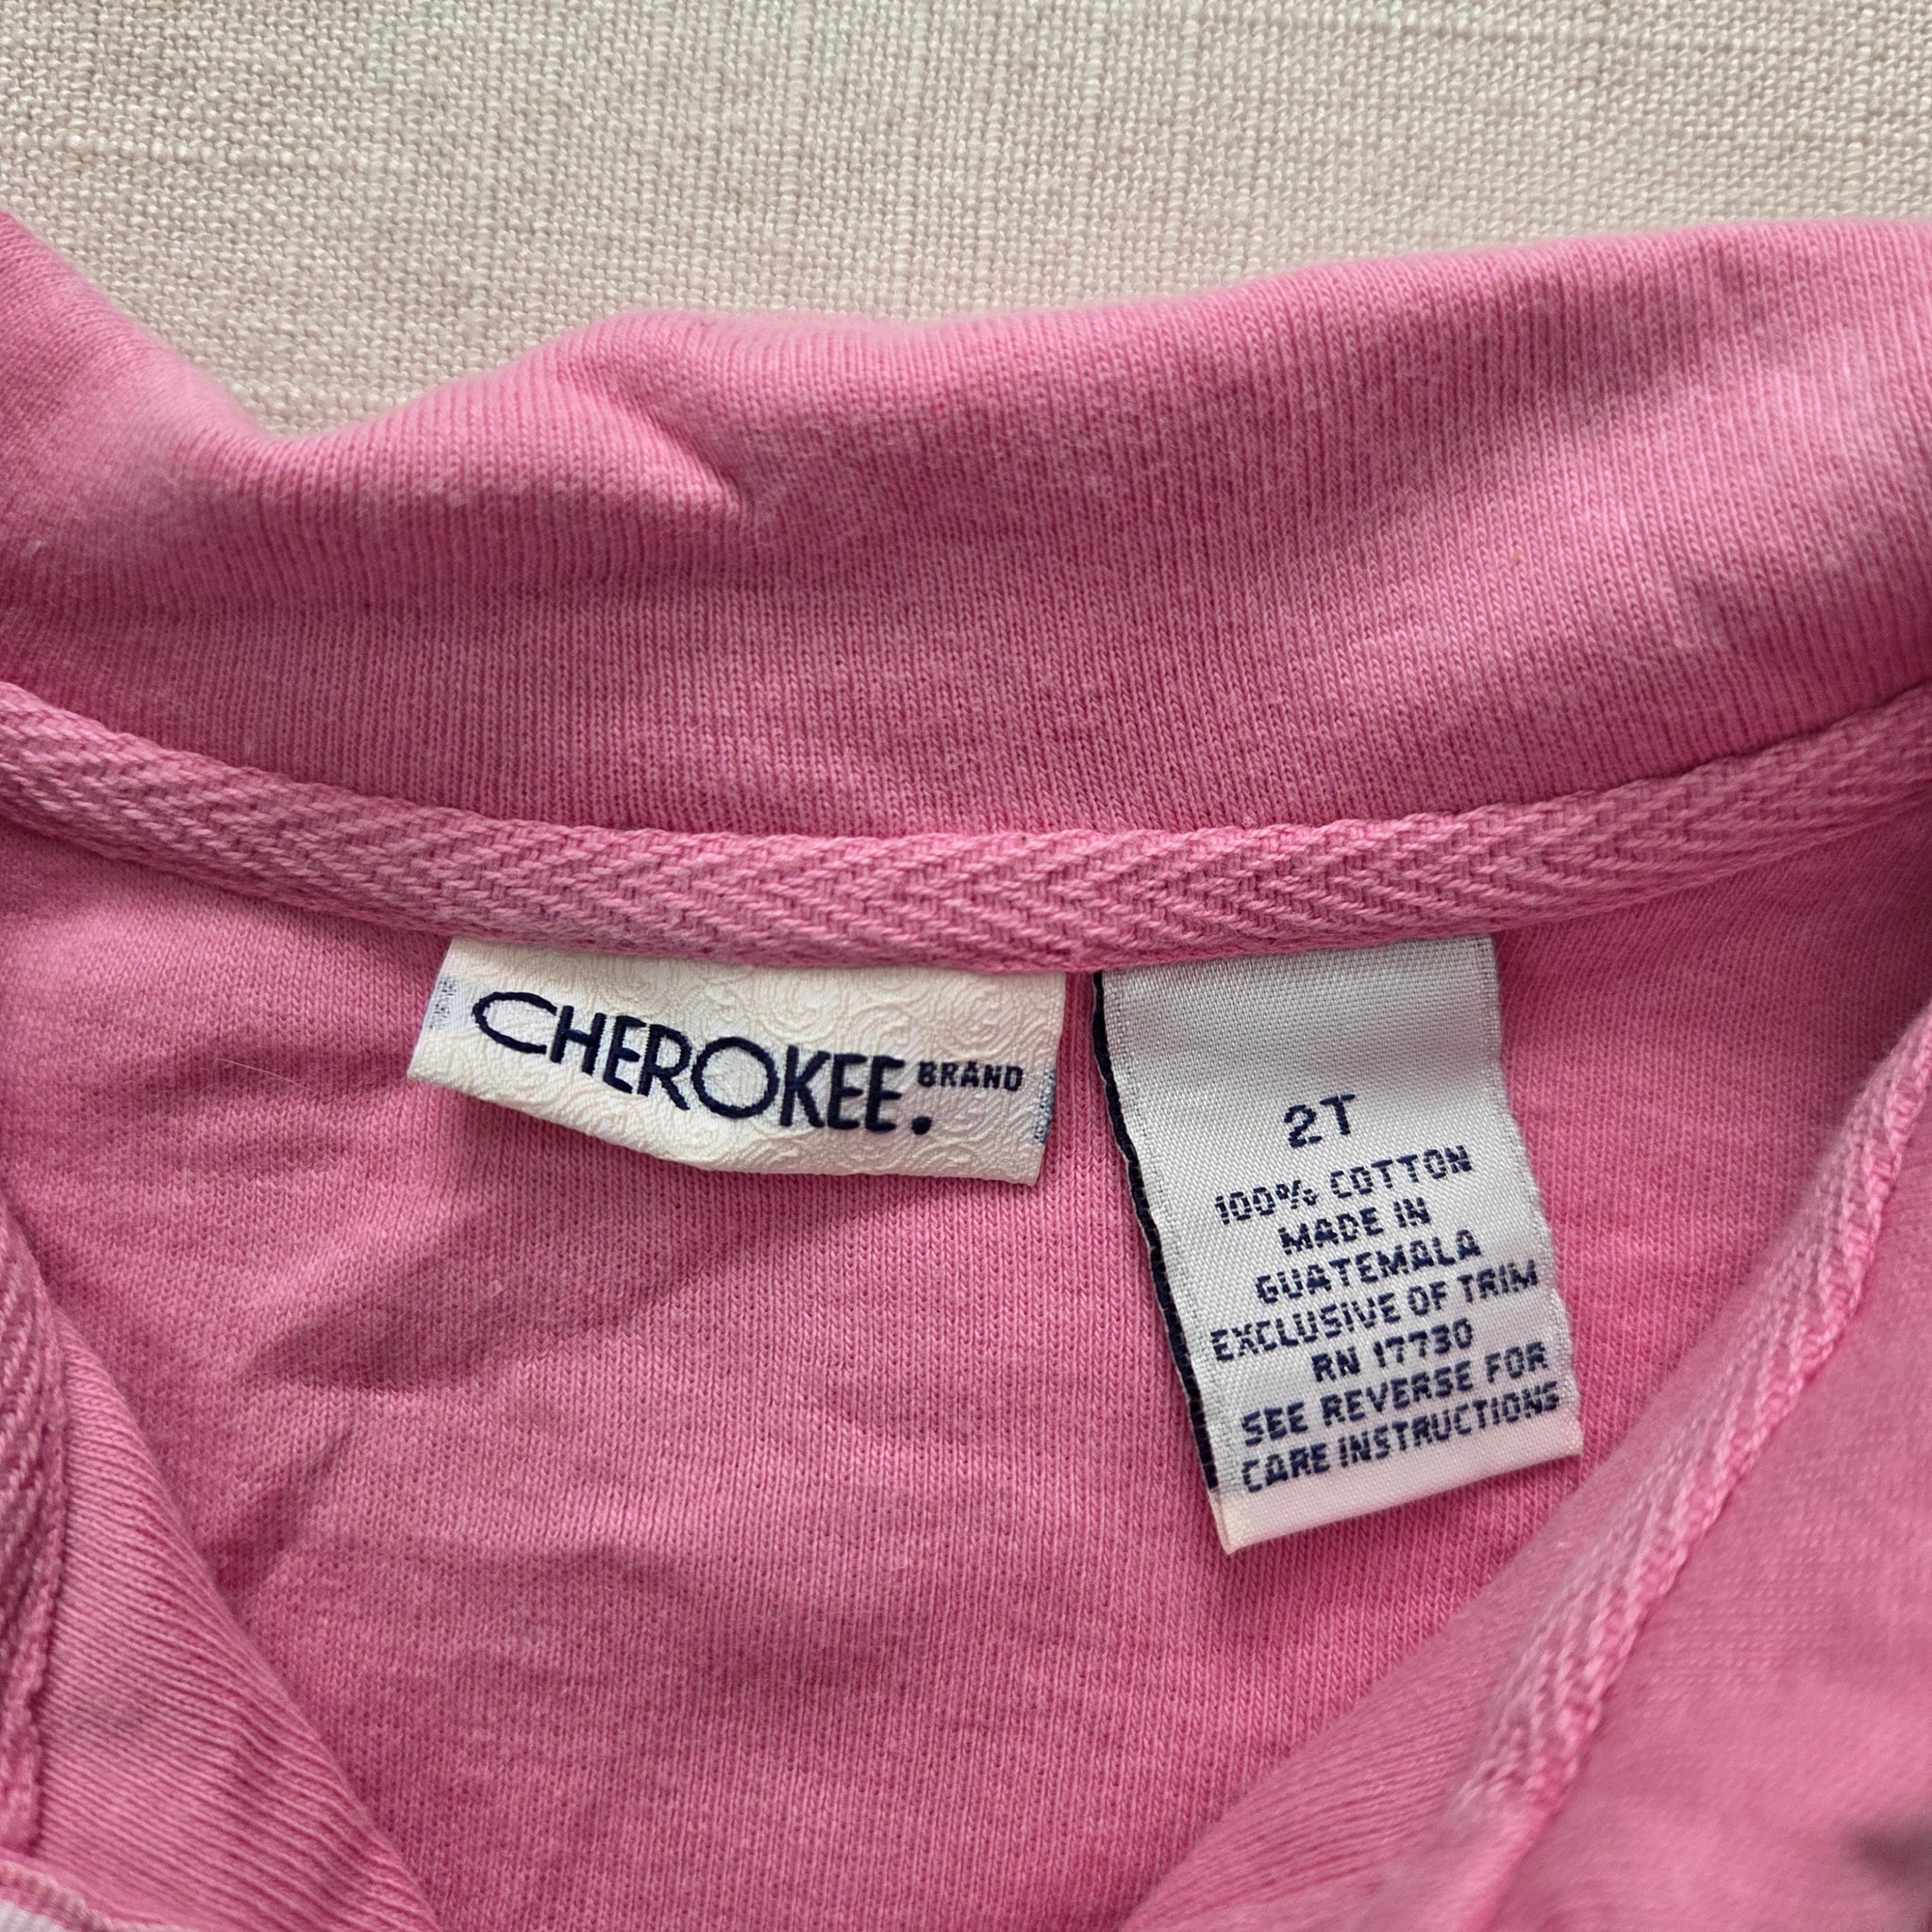 CHEROKEE. BRAND
2T
100% COTTON
MADE IN
GUATEMALA
EXCLUSIVE OF TRIM
RN 17730
SEE REVERSE FOR
CARE INSTRUCTIONS